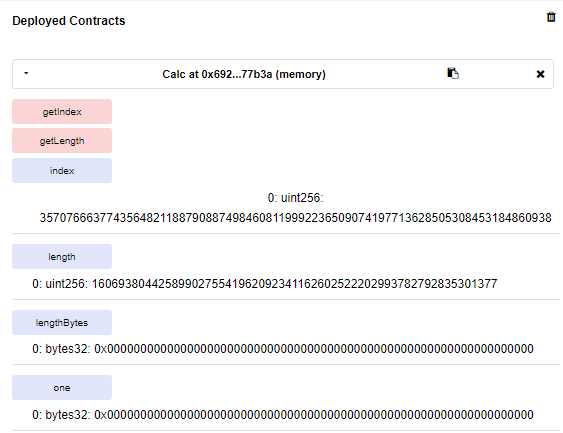 Deployed Contracts
Calc at 0x692...77b3a (memory)
getIndex
getLength
index
0: uint256:
35707666377435648211887908874984608119992236509074197713628505308453184860938
length
0: uint256: 1606938044258990275541962092341162602522202993782792835301377
lengthBytes
0: bytes32: 0x0000000000000000000000000000000000000000000000000000000000000000
one
0: bytes32: 0x0000000000000000000000000000000000000000000000000000000000000000